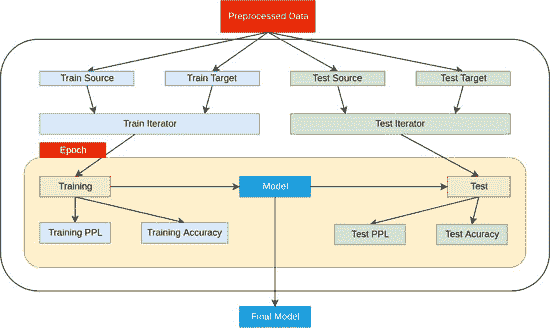 Preprocessed Data
Train Source
Train Target
Test Source
Test Target
Train Iterator
Test Iterator
Epoch
Training
Model
Test
Training PPL
Training Accuracy
Test PPL
Test Acuracy
Final Model